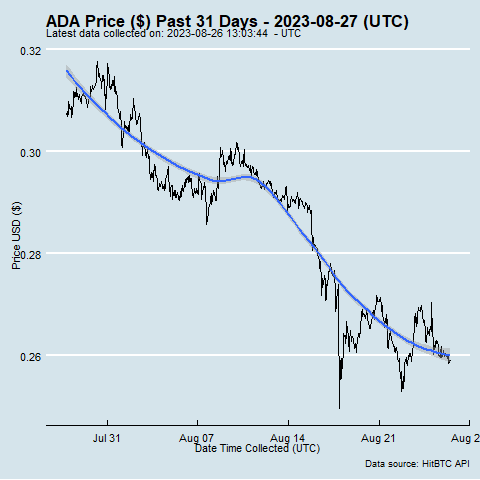 ADA Price ($) Past 31 Days - 2023-08-27 (UTC)
Latest data collected on: 2023-08-26 13:03:44 - UTC
0.32
0.30
0.28
0.26
Price USD ($)
Jul 31 Aug 07 Aug 14 Aug 21 Aug 2
Date Time Collected (UTC)
Data source: HitBTC API